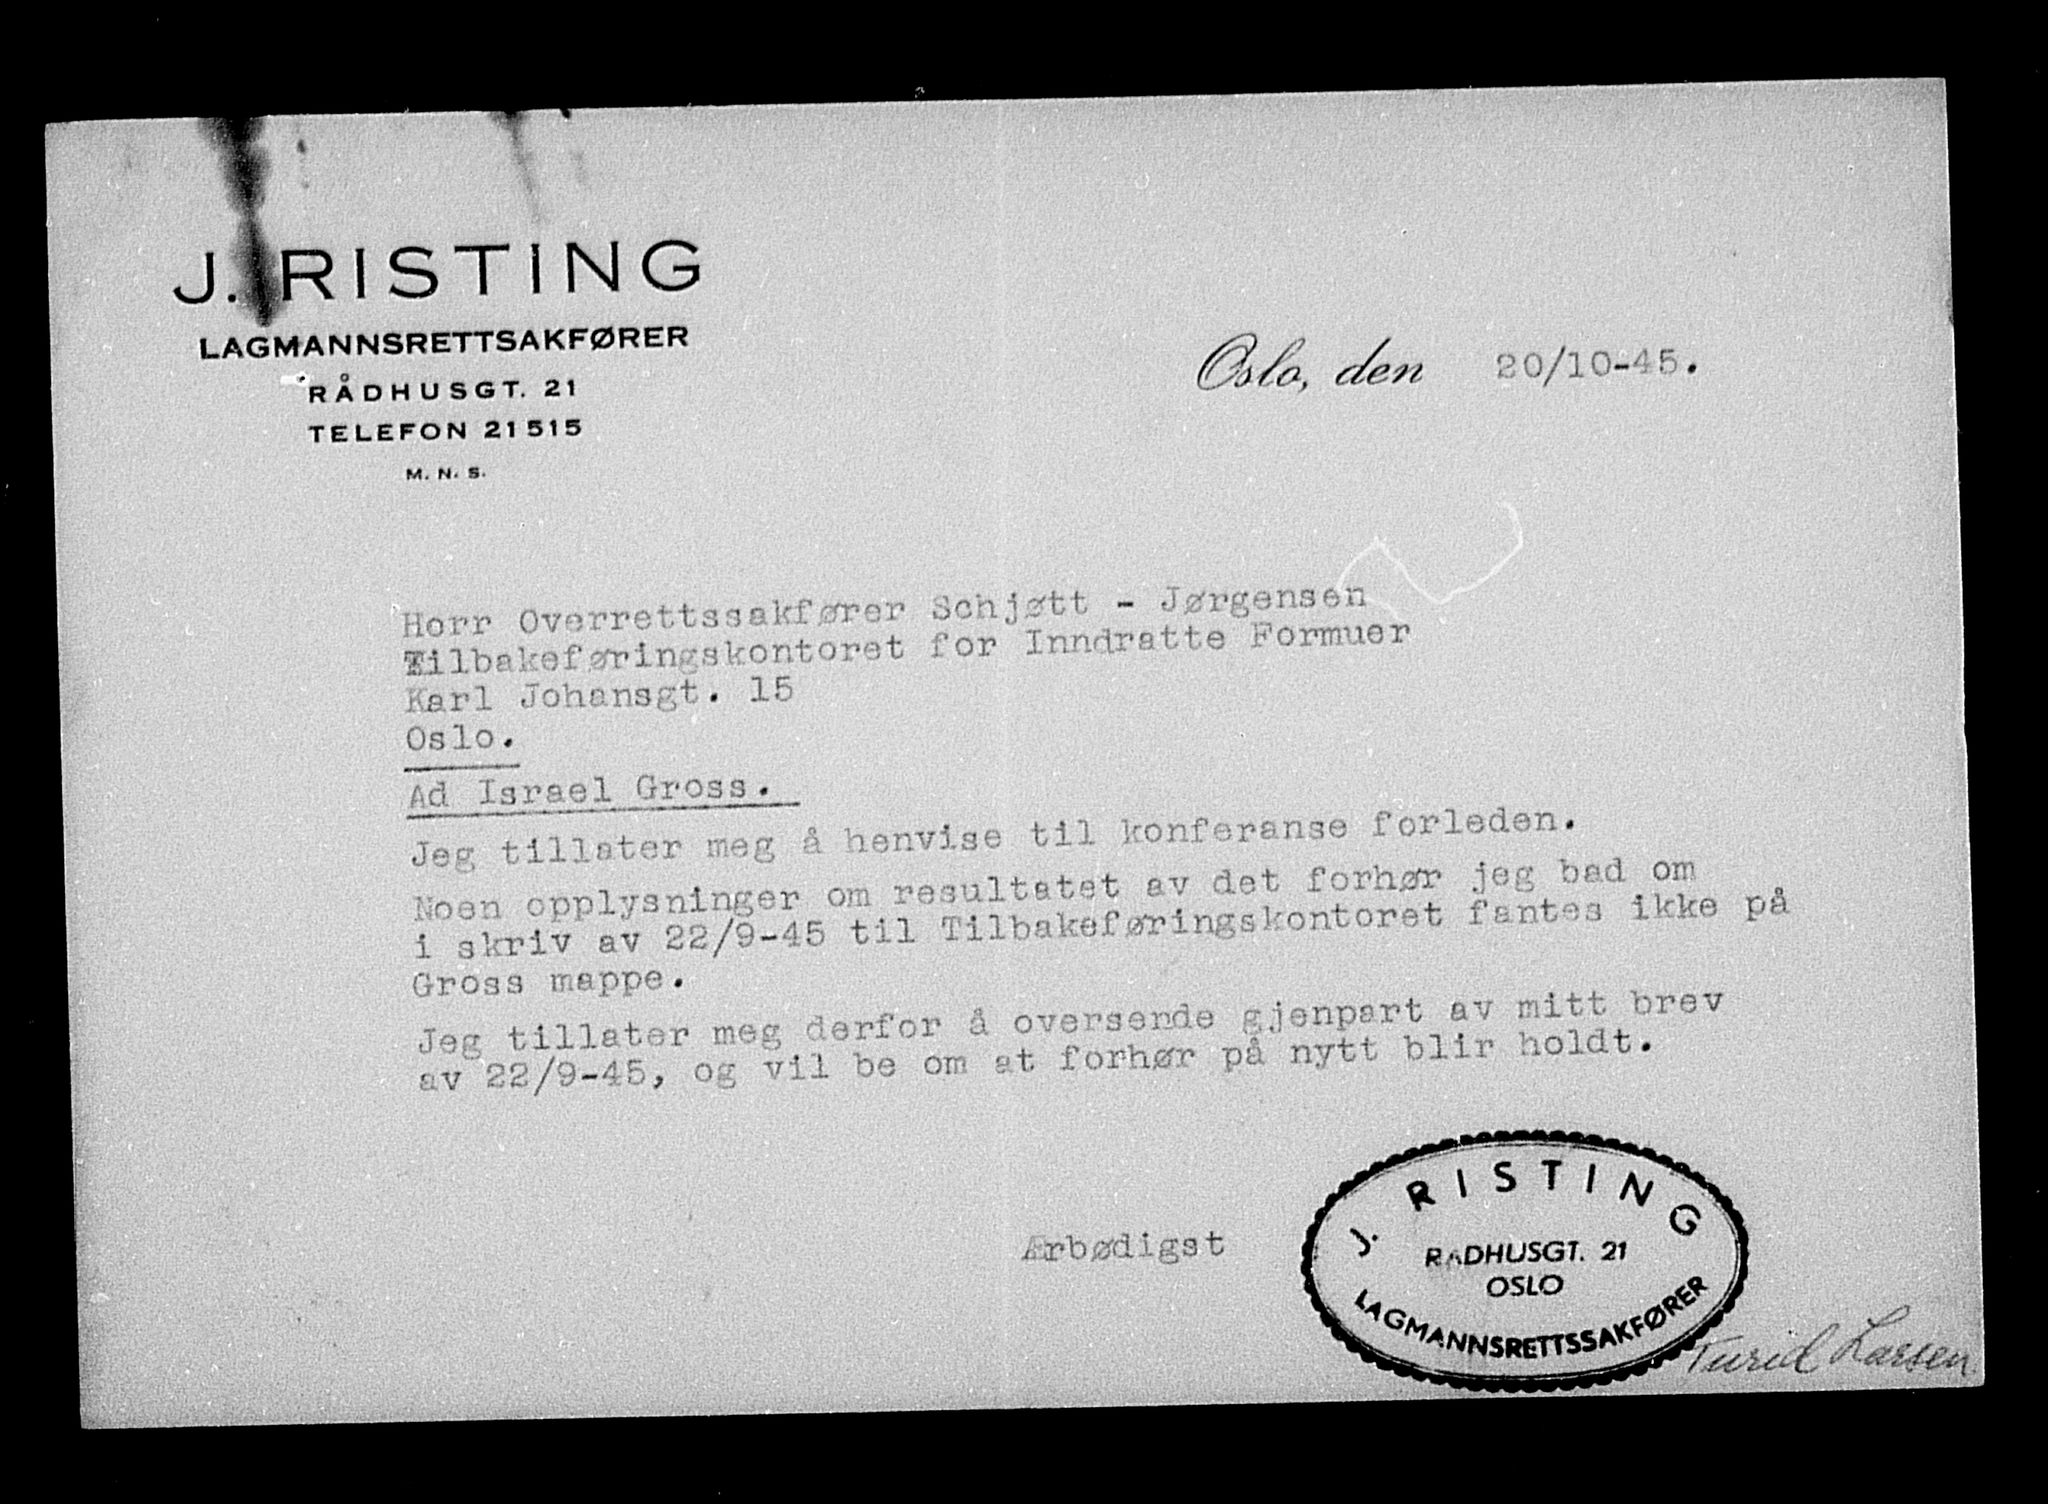 J. RISTING
LAGMANNSRETTSAKFØRER
RÅDHUSGT. 21
TELEFON 21515
M. N. S.
Oslo, den 20/10-45.
Herr Overrettssakfører Schjøtt - Jørgensen
Tilbakeføringskontoret for Inndratte Formuer
Karl Johansgt. 15
Oslo.
Ad Israel Gross.
Jeg tillater meg å henvise til konferanse forleden.
Noen opplysninger om resultatet av det forhør jeg bad om
i skriv av 22/9-45 til Tilbakeføringskontoret fantes ikke på
Gross mappe.
Jeg tillater meg derfor å oversende gjenpart av mitt brev
av 22/9-45, og vil be om at forhør på nytt blir holdt.
Ærbødigst
J. RISTING
RÅDHUSGT. 21
OSLO
LAGMANNSRETTSSAKFØRER
Turid Larsen